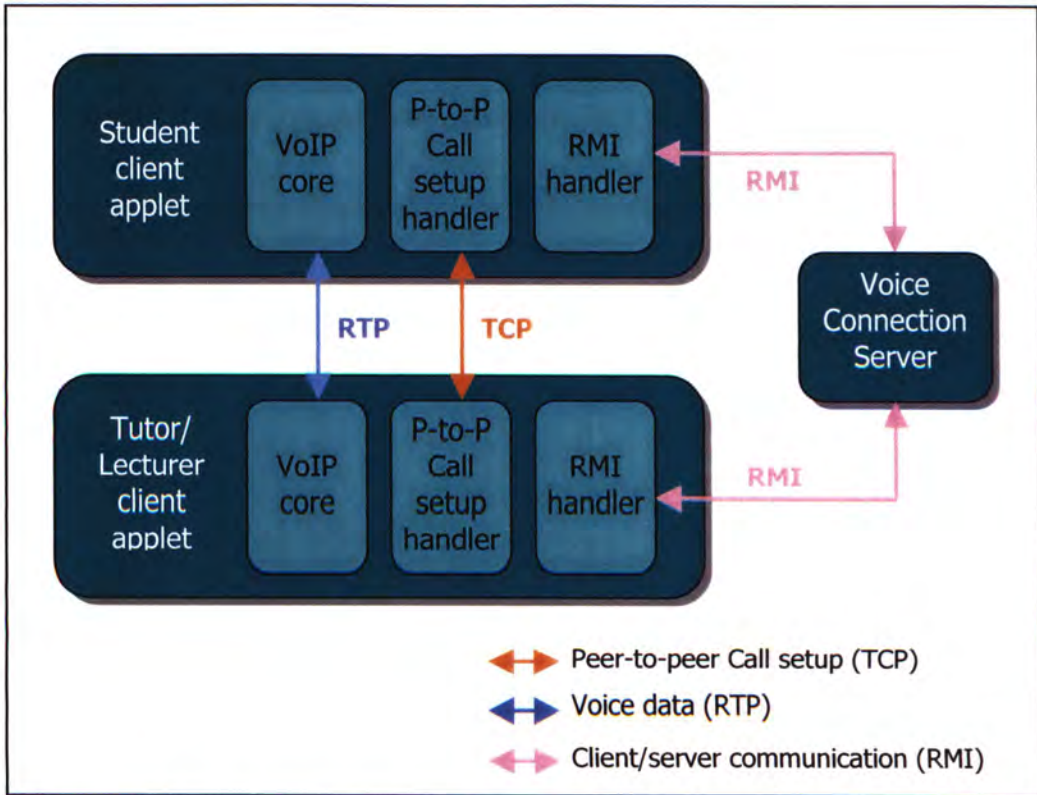 Student
client
applet
VoIP
core
P-to-P
Call
setup
handler
RMI
handler
RMI
Voice
Connection
Server
RTP
TCP
Tutor/
Lecturer
client
applet
VoIP
core
P-to-P
Call
setup
handler
RMI
handler
RMI
Peer-to-peer Call setup (TCP)
Voice data (RTP)
Client/server communication (RMI)